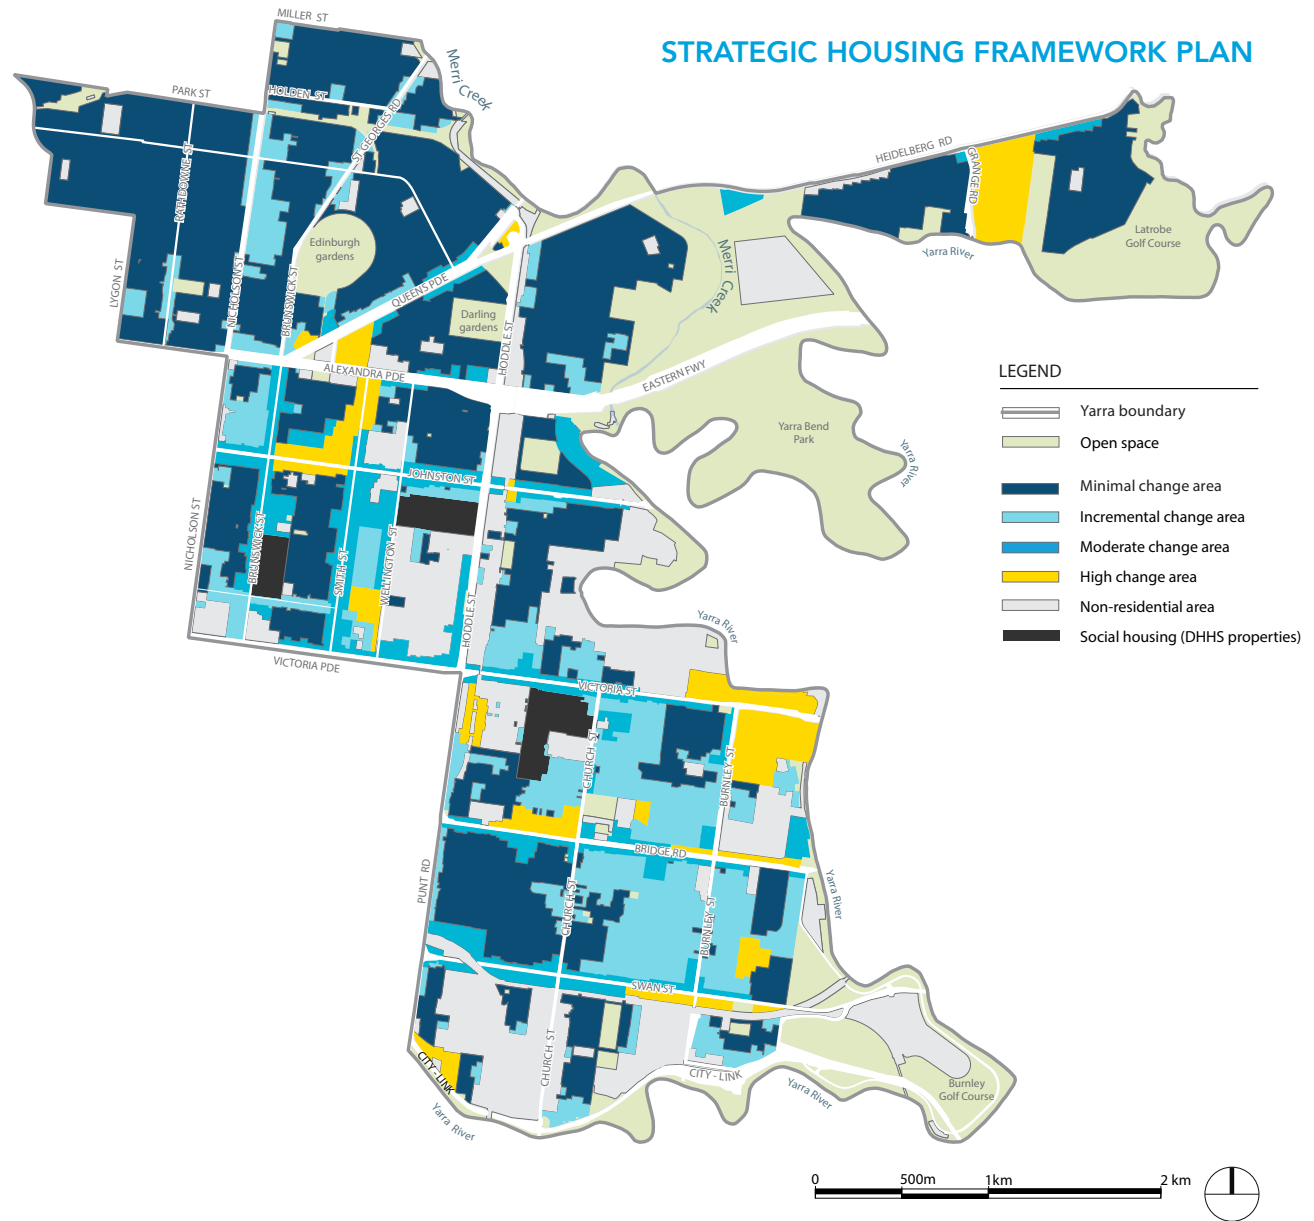 STRATEGIC HOUSING FRAMEWORK PLAN
MILLER ST
Merri Creek
PARK ST
HOLDEN ST
ST GEORGES RD
HEIDELBERG RD
GRANGE RD
RATHDOWNE ST
Edinburgh
gardens
Merri Creek
Latrobe
Golf Course
Yarra River
LYGON ST
NICHOLSON ST
BRUNSWICK ST
QUEENS PDE
Darling
gardens
HODDLE ST
ALEXANDRA PDE
EASTERN FWY
Yarra Bend
Park
Yarra River
LEGEND
Yarra boundary
Open space
Minimal change area
Incremental change area
Moderate change area
High change area
Non-residential area
Social housing (DHHS properties)
JOHNSTON ST
NICHOLSON ST
BRUNSWICK ST
SMITH ST
WELLINGTON ST
HODDLE ST
Yarra River
VICTORIA PDE
VICTORIA ST
CHURCH ST
BURNLEY ST
BRIDGE RD
PUNT RD
CHURCH ST
BURNLEY ST
Yarra River
SWAN ST
CHURCH ST
CITY - LINK
CITY - LINK
Yarra River
Yarra River
Burnley
Golf Course
0
500m
1km
2 km